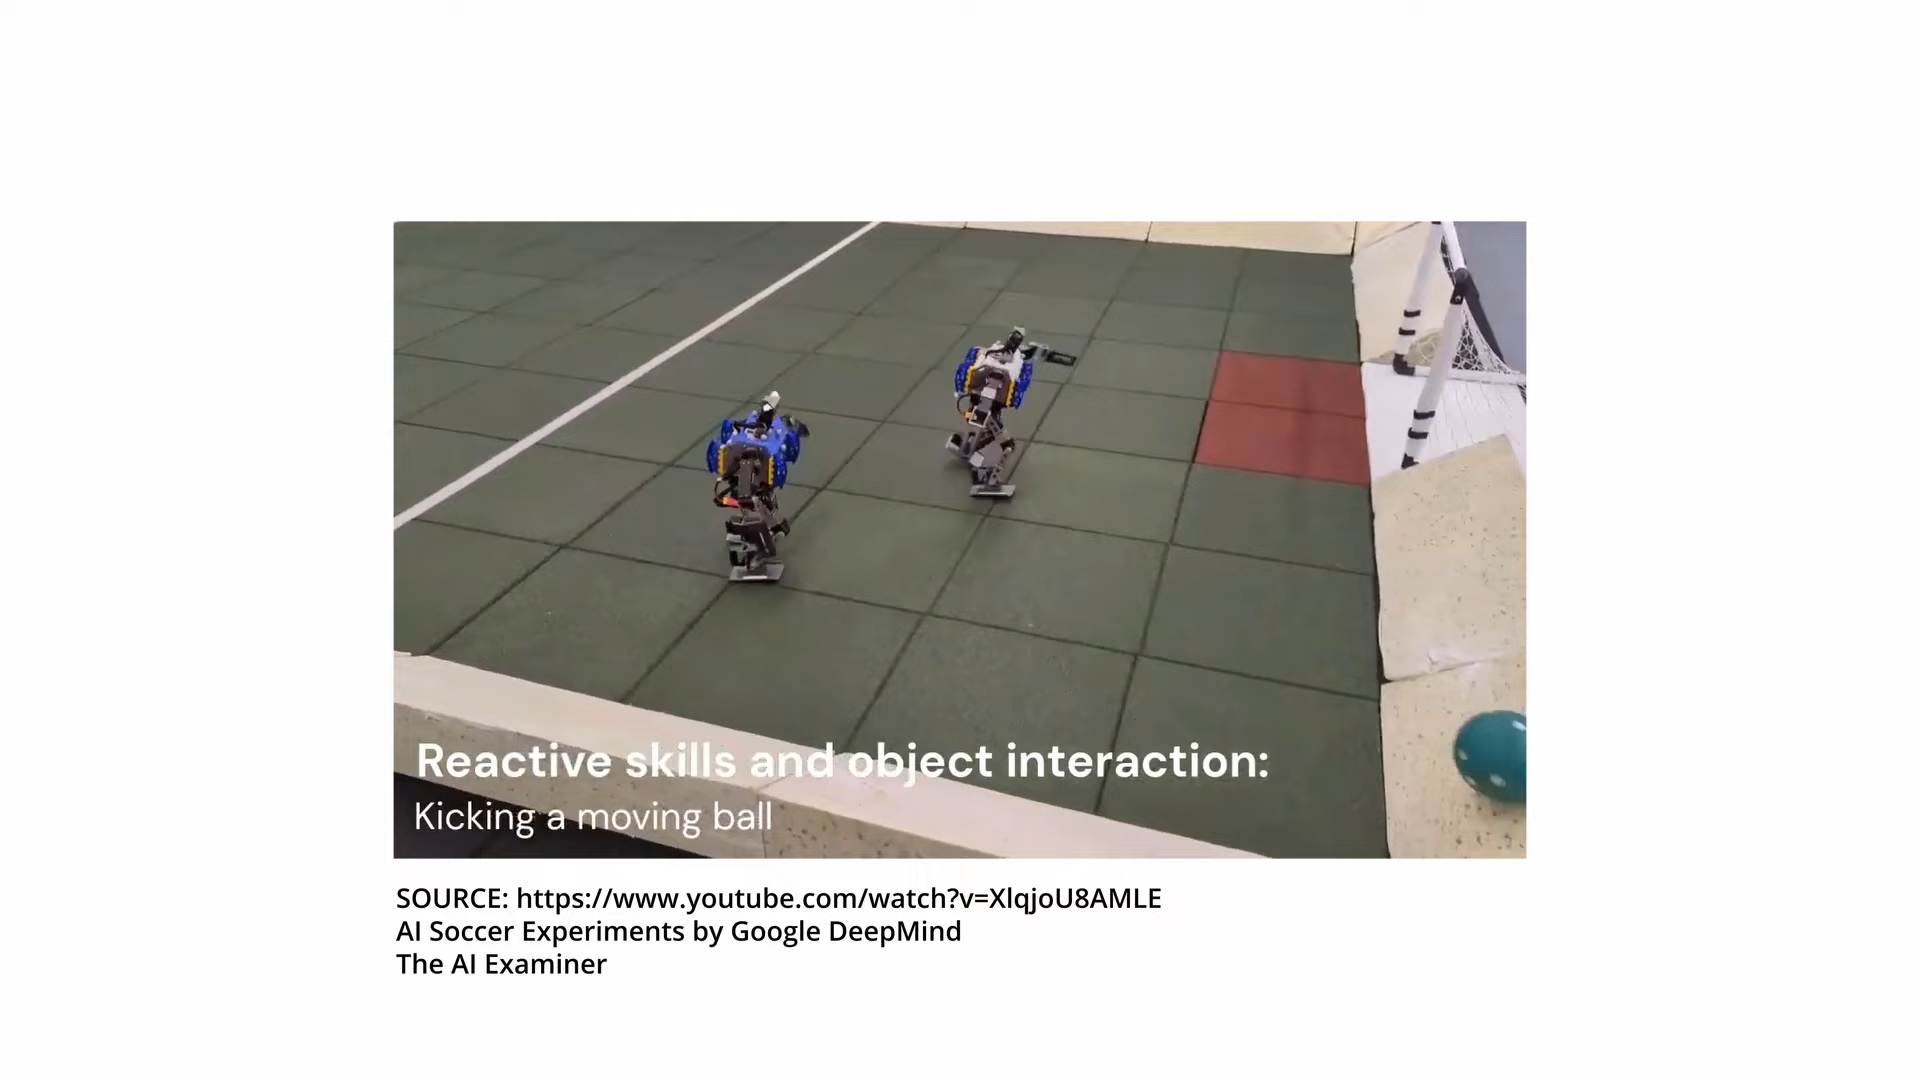 Reactive skills and object interaction:
Kicking a moving ball
SOURCE: https://www.youtube.com/watch?v=XlqjoU8AMLE
AI Soccer Experiments by Google DeepMind
The AI Examiner